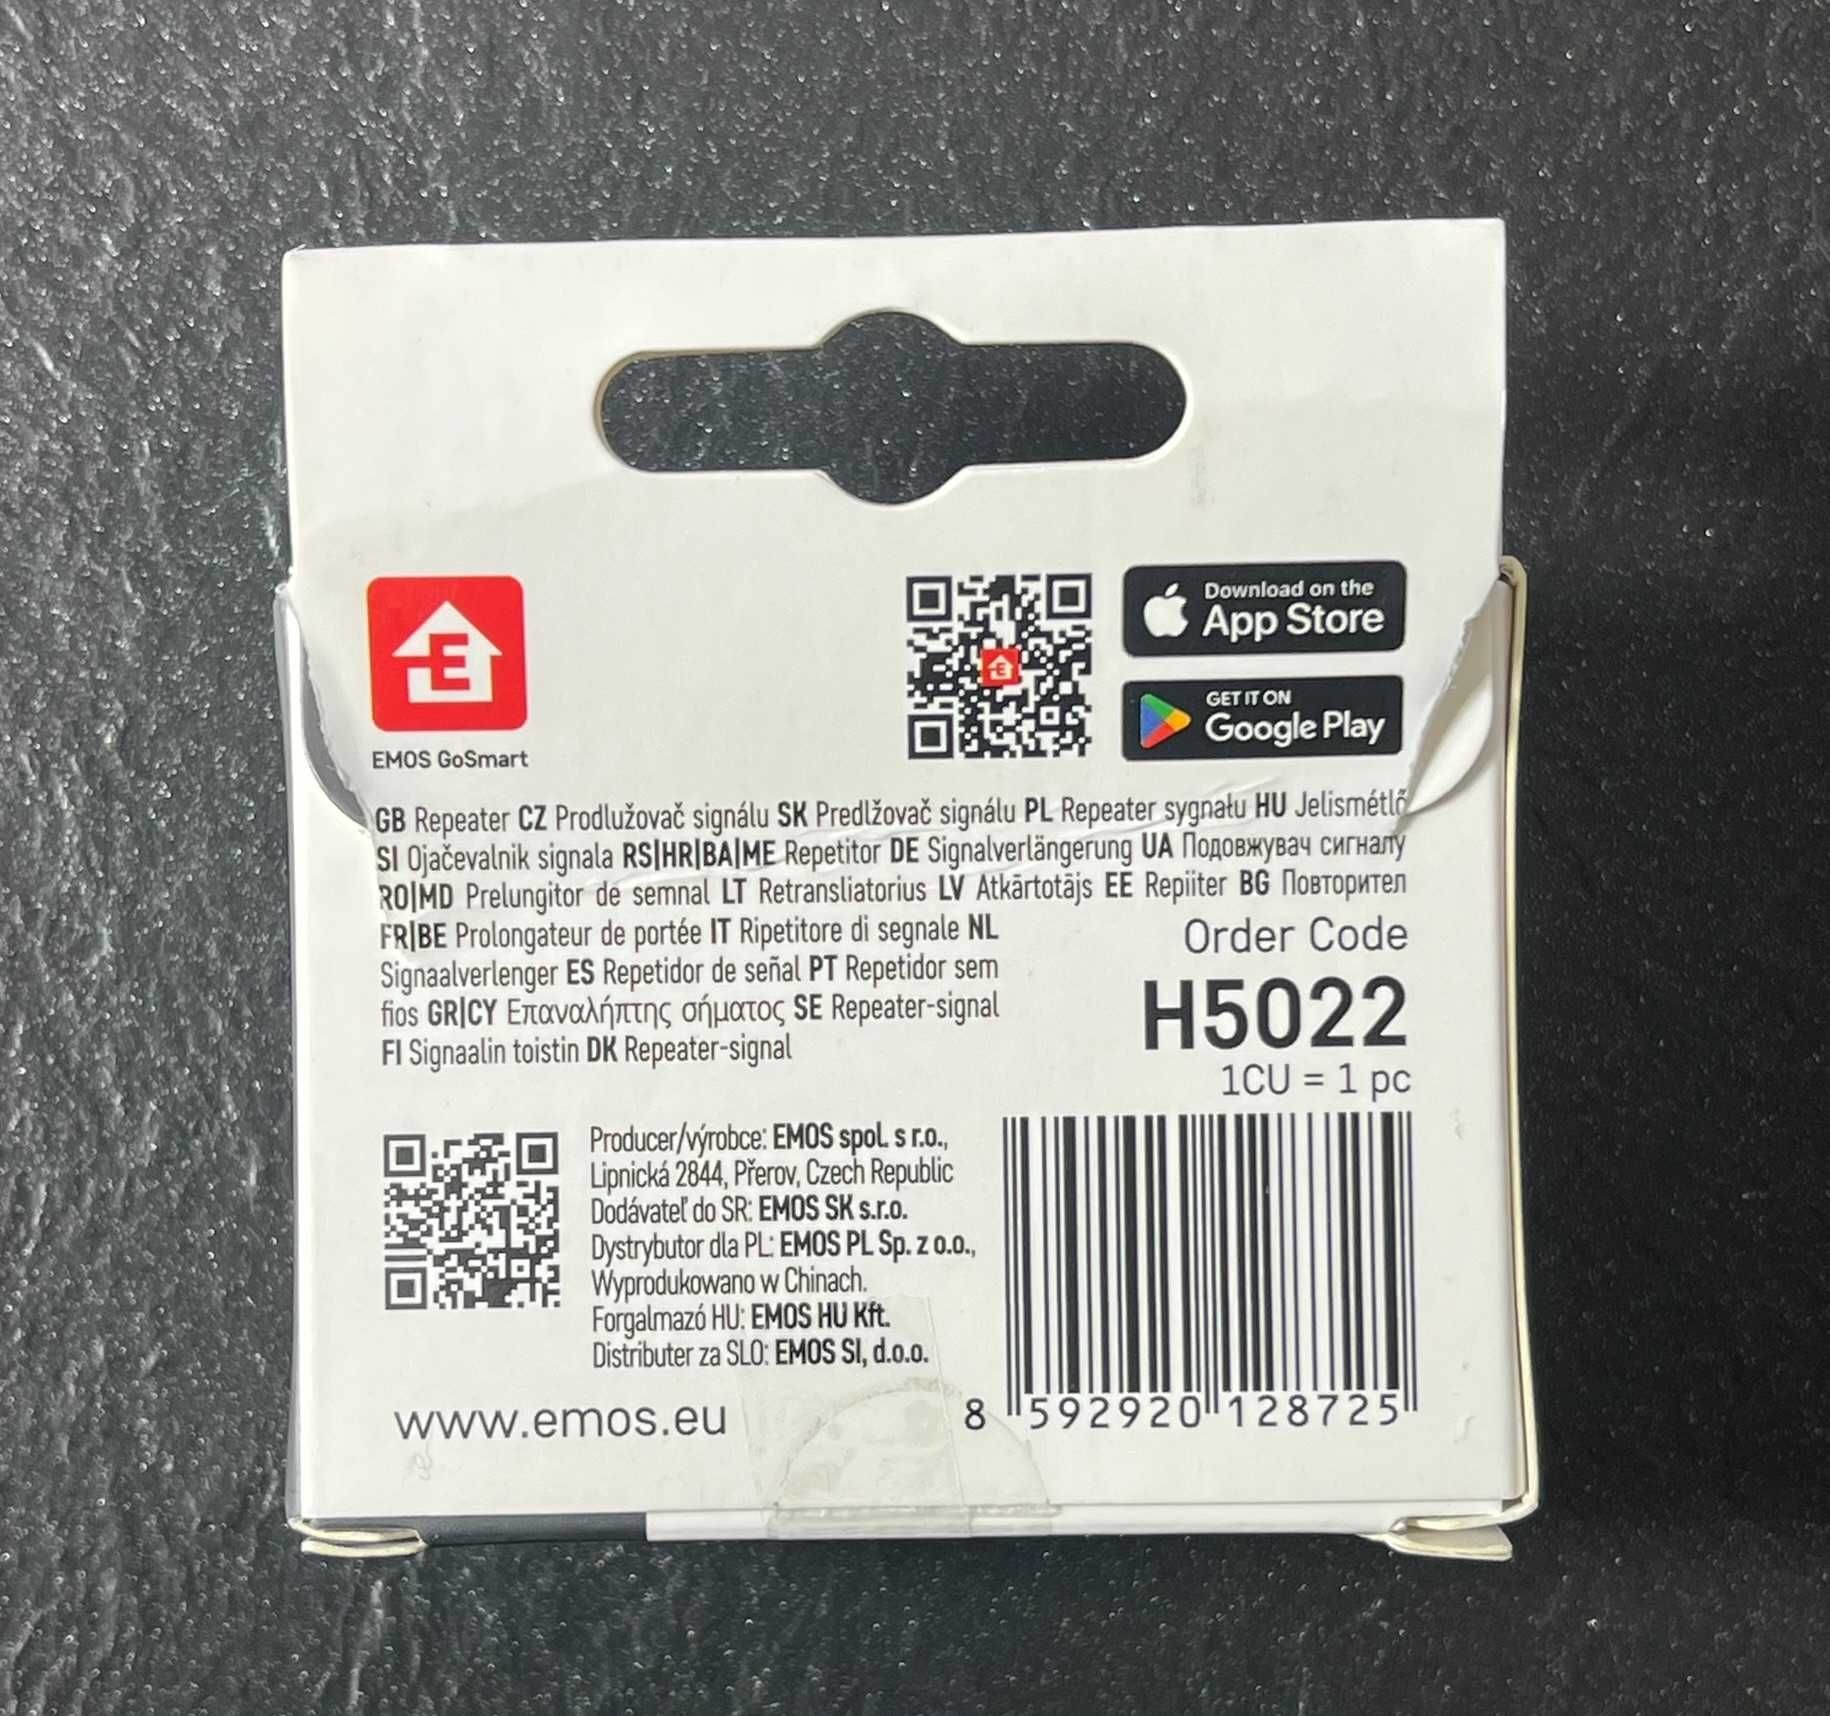 Download on the
App Store
GET IT ON
Google Play
E
E
EMOS GoSmart
GB Repeater CZ Prodlužovač signálu SK Predlžovač signálu PL Repeater sygnału HU Jelismétlő
SI Ojačevalnik signala RS|HR|BA|ME Repetitor DE Signalverlängerung UA Подовжувач сигналу
RO|MD Prelungitor de semnal LT Retransliatorius LV Atkārtotājs EE Repiiter BG Повторител
FR|BE Prolongateur de portée IT Ripetitore di segnale NL
Signaalverlenger ES Repetidor de señal PT Repetidor sem
fios GR|CY Επαναλήπτης σήματος SE Repeater-signal
FI Signaalin toistin DK Repeater-signal
Order Code
H5022
1CU = 1 pc
Producer/výrobce: EMOS spol. s r.o.,
Lipnická 2844, Přerov, Czech Republic
Dodávateľ do SR: EMOS SK s.r.o.
Dystrybutor dla PL: EMOS PL Sp. z o.o.,
Wyprodukowano w Chinach.
Forgalmazó HU: EMOS HU Kft.
Distributer za SLO: EMOS SI, d.o.o.
www.emos.eu
8 592920 128725